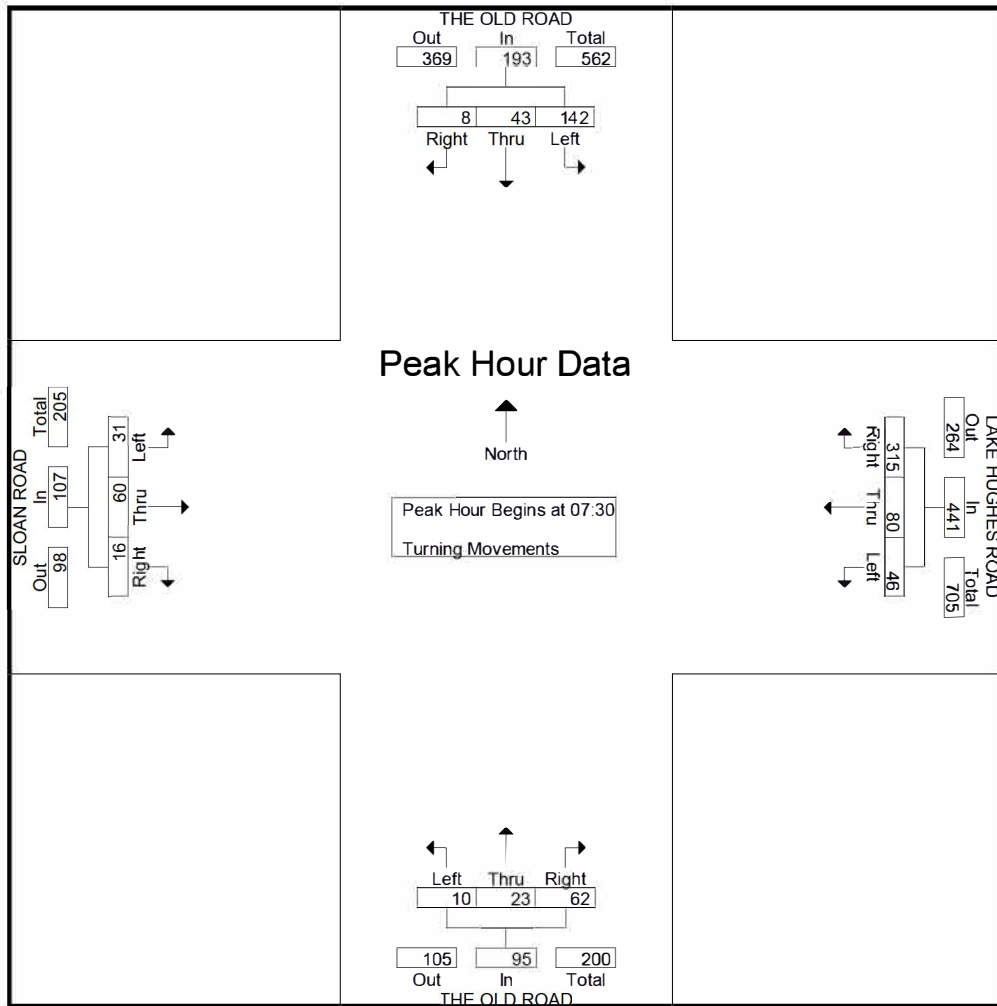 THE OLD ROAD
Out In Total
369 193 562
8 43 142
Right Thru Left
Peak Hour Data
North
Peak Hour Begins at 07:30
Turning Movements
SLOAN ROAD
Out In Total
98 107 205
16 60 31
Right Thru Left
LAKE HUGHES ROAD
Out In Total
264 441 705
315 80 46
Right Thru Left
Left Thru Right
10 23 62
105 95 200
Out In Total
THE OLD ROAD